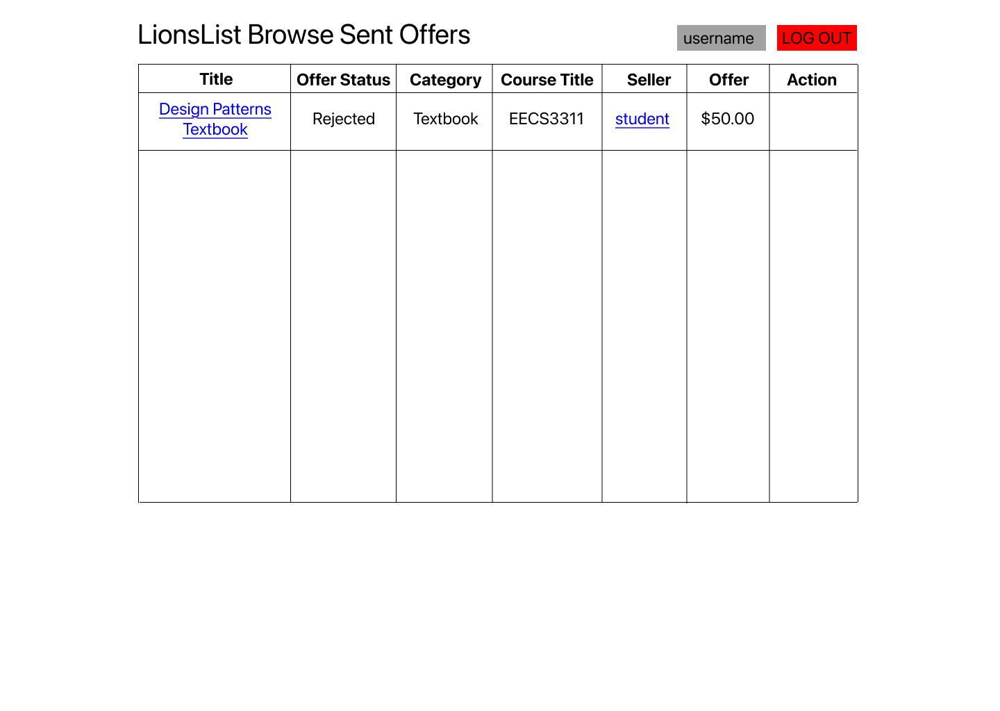 LionsList Browse Sent Offers
username
LOG OUT
Title
Offer Status
Category
Course Title
Seller
Offer
Action
Design Patterns
Textbook
Rejected
Textbook
EECS3311
student
$50.00